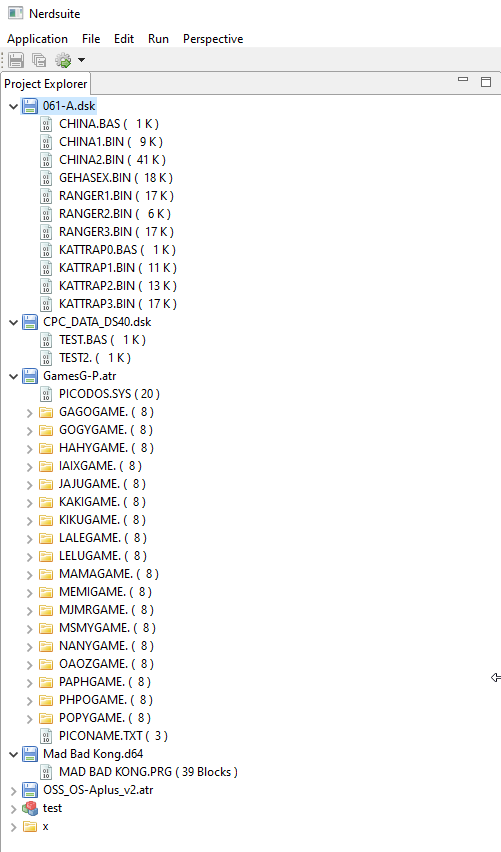 Nerdsuite
Application File Edit Run Perspective
Project Explorer
061-A.dsk
CHINA.BAS ( 1 K )
CHINA1.BIN ( 9 K )
CHINA2.BIN ( 41 K )
GEHASEX.BIN ( 18 K )
RANGER1.BIN ( 17 K )
RANGER2.BIN ( 6 K )
RANGER3.BIN ( 17 K )
KATTRAP0.BAS ( 1 K )
KATTRAP1.BIN ( 11 K )
KATTRAP2.BIN ( 13 K )
KATTRAP3.BIN ( 17 K )
CPC_DATA_DS40.dsk
TEST.BAS ( 1 K )
TEST2. ( 1 K )
GamesG-P.atr
PICODOS.SYS ( 20 )
GAGOGAME. ( 8 )
GOGYGAME. ( 8 )
HAHYGAME. ( 8 )
IAIXGAME. ( 8 )
JAJUGAME. ( 8 )
KAKIGAME. ( 8 )
KIKUGAME. ( 8 )
LALEGAME. ( 8 )
LELUGAME. ( 8 )
MAMAGAME. ( 8 )
MEMIGAME. ( 8 )
MJMRGAME. ( 8 )
MSMYGAME. ( 8 )
NANYGAME. ( 8 )
OAOZGAME. ( 8 )
PAPHGAME. ( 8 )
PHPOGAME. ( 8 )
POPYGAME. ( 8 )
PICONAME.TXT ( 3 )
Mad Bad Kong.d64
MAD BAD KONG.PRG ( 39 Blocks )
OSS_OS-Aplus_v2.atr
test
x